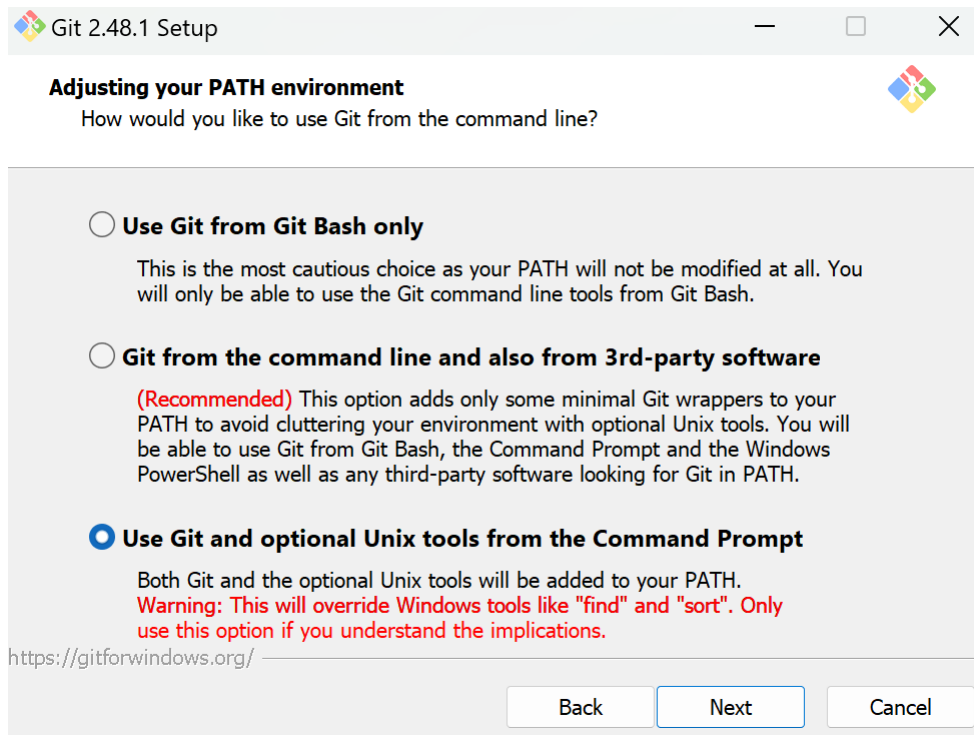 Git 2.48.1 Setup
Adjusting your PATH environment
How would you like to use Git from the command line?
Use Git from Git Bash only
This is the most cautious choice as your PATH will not be modified at all. You
will only be able to use the Git command line tools from Git Bash.
Git from the command line and also from 3rd-party software
(Recommended) This option adds only some minimal Git wrappers to your
PATH to avoid cluttering your environment with optional Unix tools. You will
be able to use Git from Git Bash, the Command Prompt and the Windows
PowerShell as well as any third-party software looking for Git in PATH.
Use Git and optional Unix tools from the Command Prompt
Both Git and the optional Unix tools will be added to your PATH.
Warning: This will override Windows tools like "find" and "sort". Only
use this option if you understand the implications.
https://gitforwindows.org/
Back Next Cancel